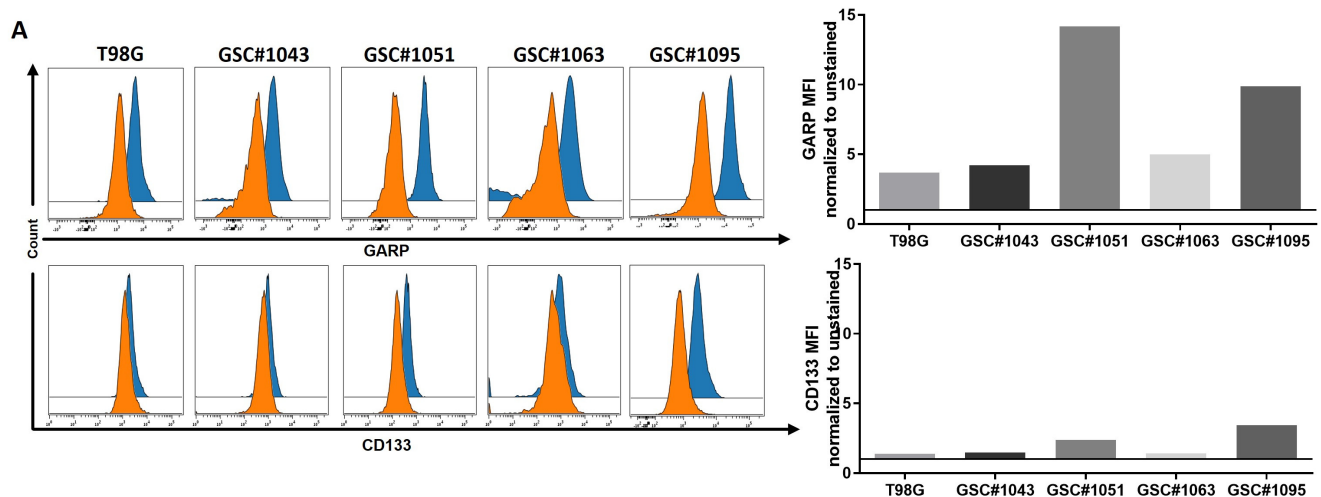 A
T98G GSC#1043 GSC#1051 GSC#1063 GSC#1095
Count
GARP
CD133
GARP MFI
normalized to unstained
15
10
5
0
T98G GSC#1043 GSC#1051 GSC#1063 GSC#1095
CD133 MFI
normalized to unstained
15
10
5
0
T98G GSC#1043 GSC#1051 GSC#1063 GSC#1095